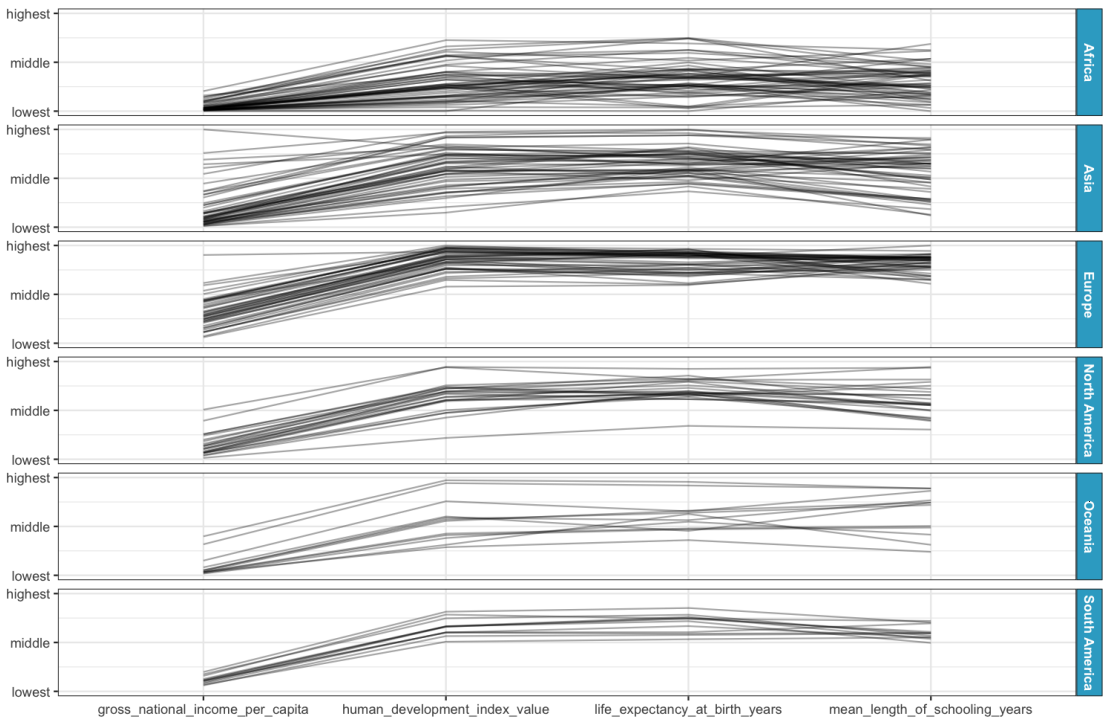 highest
middle
lowest
Africa
highest
middle
lowest
Asia
highest
middle
lowest
Europe
highest
middle
lowest
North America
highest
middle
lowest
Oceania
highest
middle
lowest
South America
gross_national_income_per_capita
human_development_index_value
life_expectancy_at_birth_years
mean_length_of_schooling_years